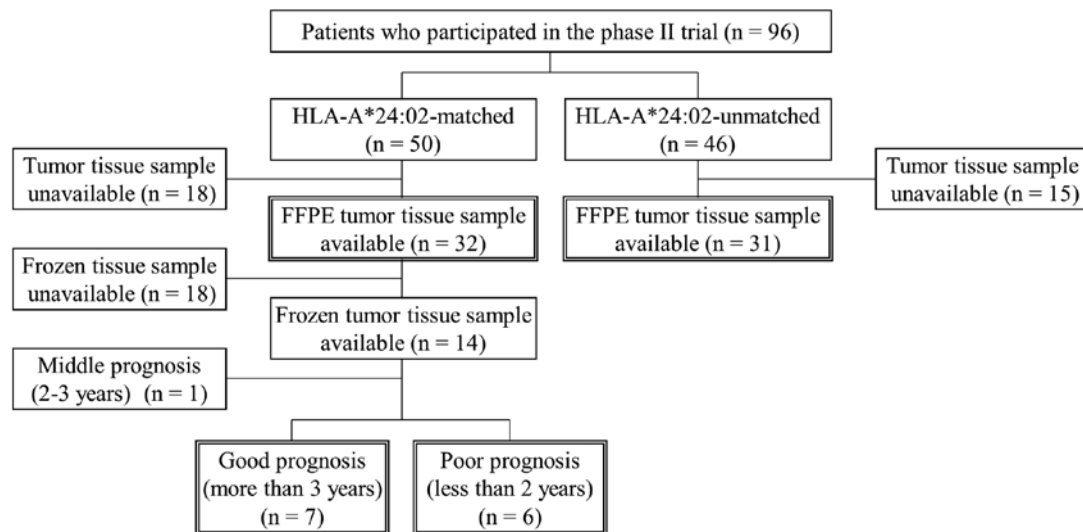 Patients who participated in the phase II trial (n = 96)
HLA-A*24:02-matched
(n = 50)
HLA-A*24:02-unmatched
(n = 46)
Tumor tissue sample
unavailable (n = 18)
Tumor tissue sample
unavailable (n = 15)
FFPE tumor tissue sample
available (n = 32)
FFPE tumor tissue sample
available (n = 31)
Frozen tissue sample
unavailable (n = 18)
Frozen tumor tissue sample
available (n = 14)
Middle prognosis
(2-3 years) (n = 1)
Good prognosis
(more than 3 years)
(n = 7)
Poor prognosis
(less than 2 years)
(n = 6)